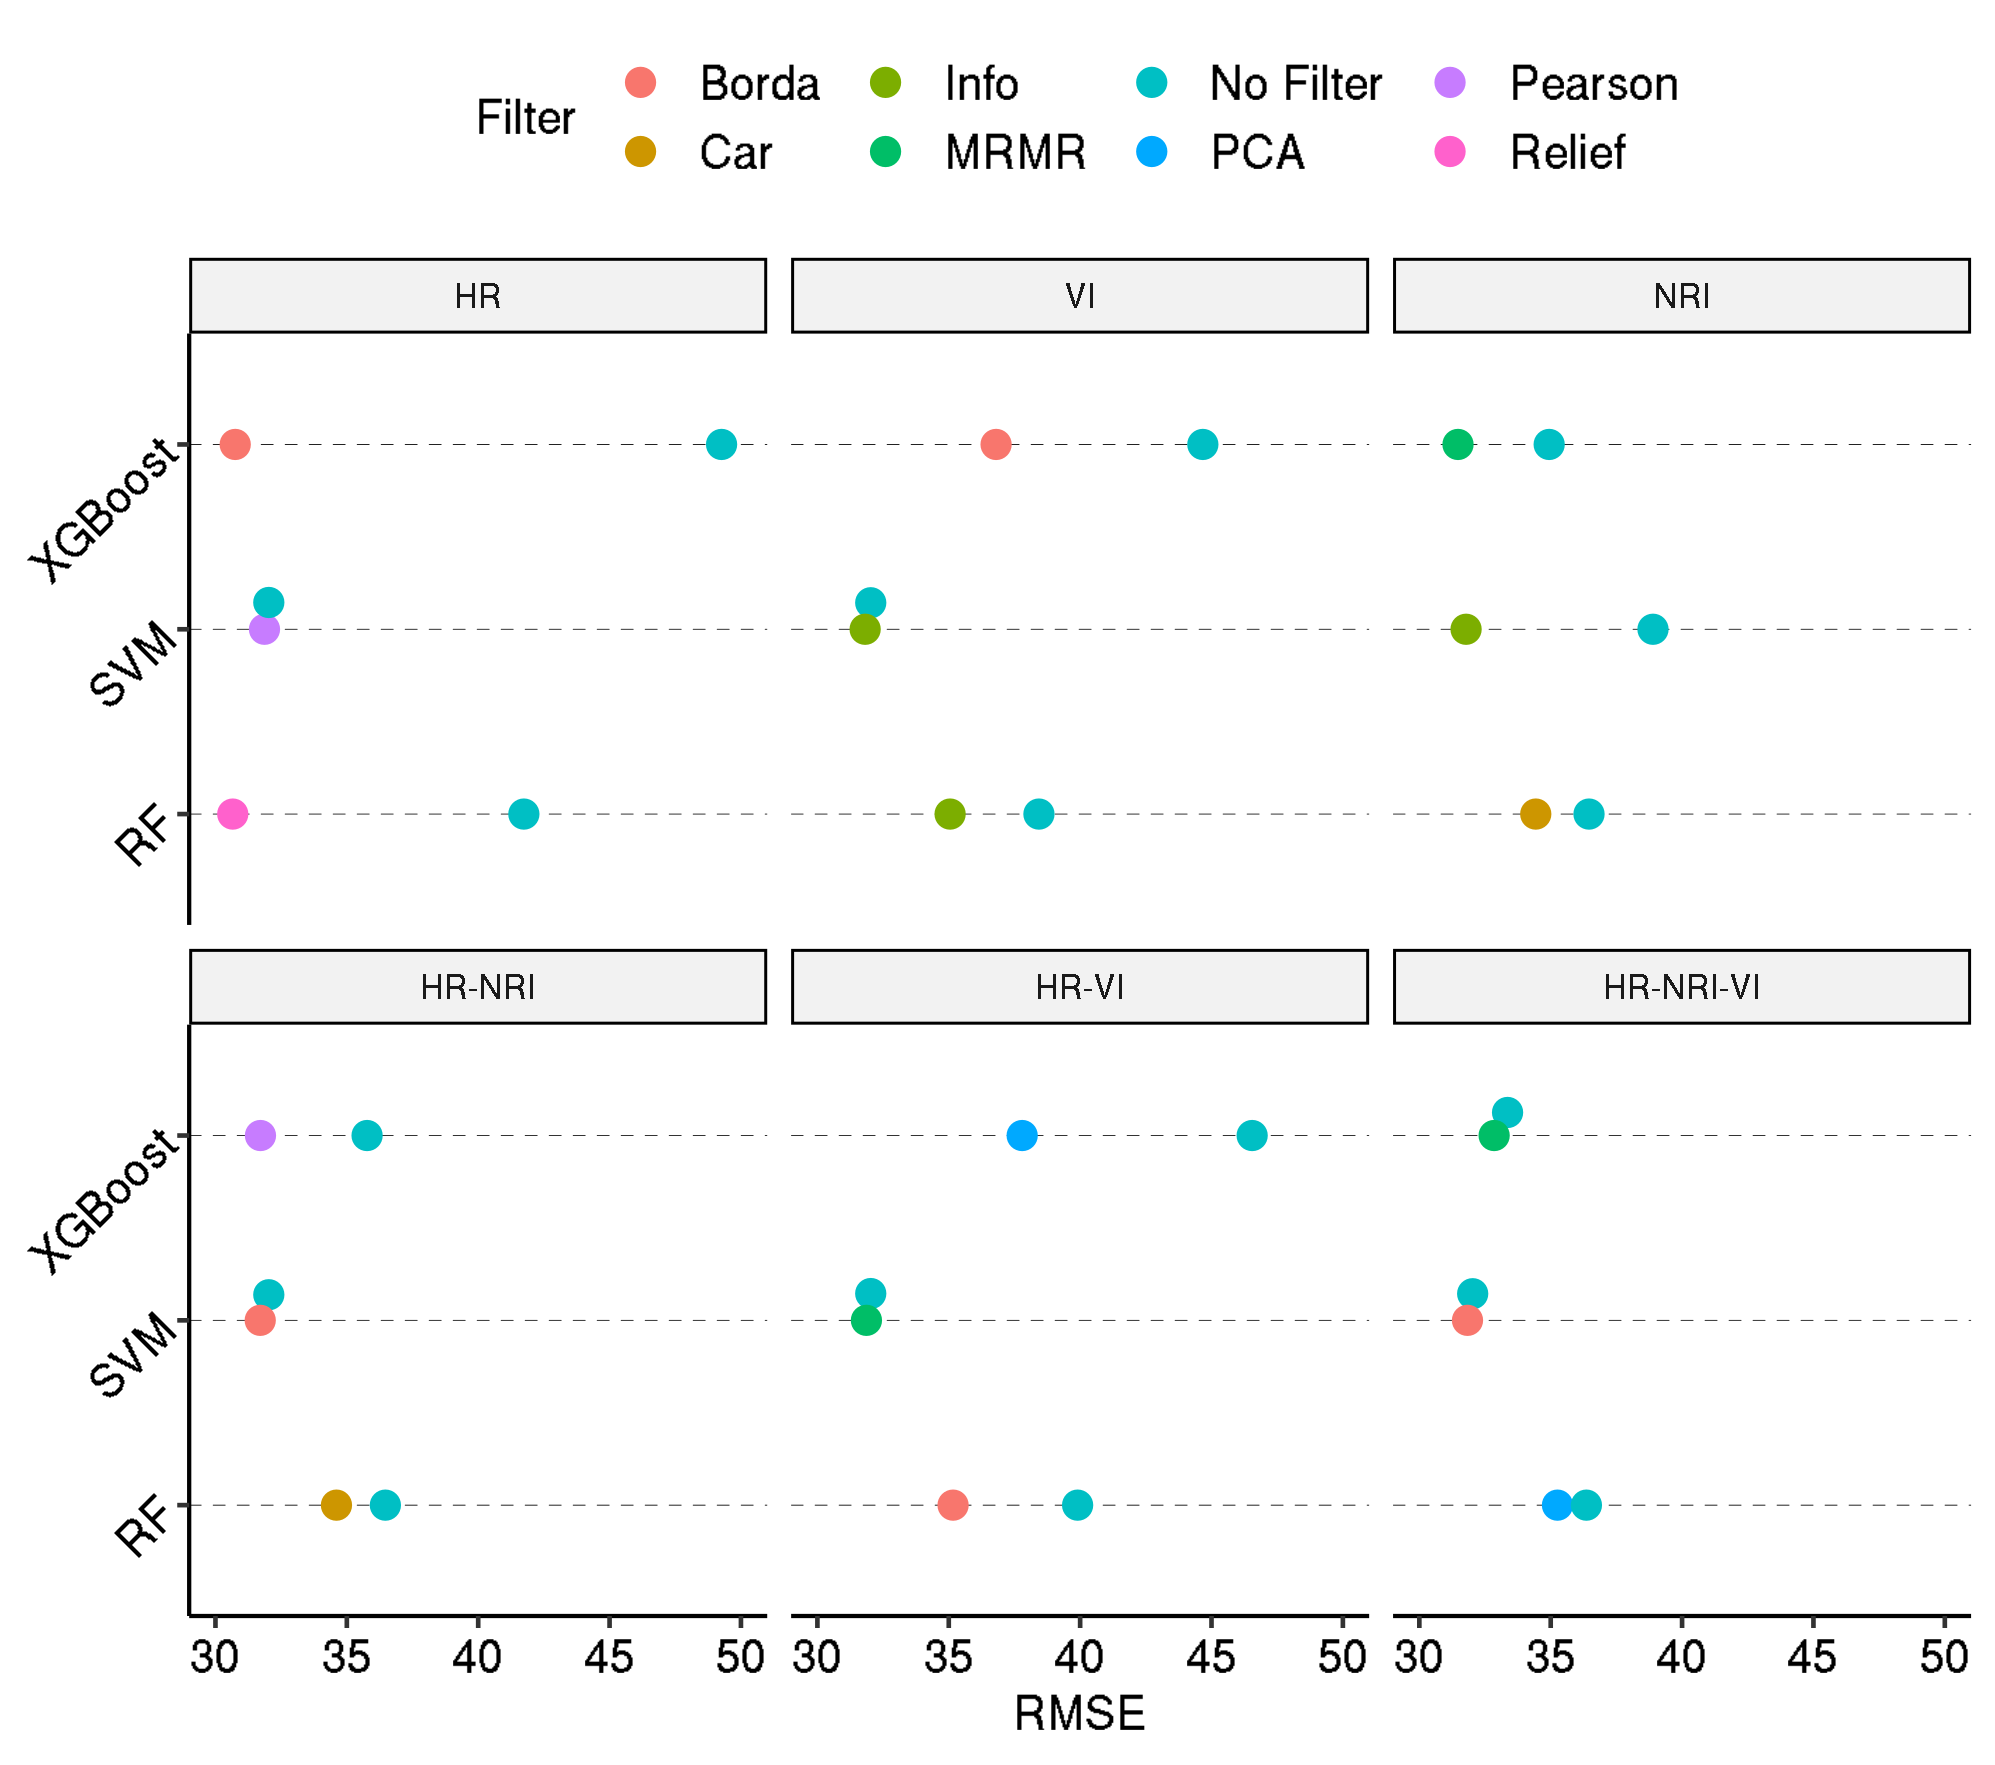 Filter
Borda Info No Filter Pearson
Car MRMR PCA Relief
HR VI NRI
XGBoost
SVM
RF
HR-NRI HR-VI HR-NRI-VI
XGBoost
SVM
RF
30 35 40 45 50 30 35 40 45 50 30 35 40 45 50
RMSE